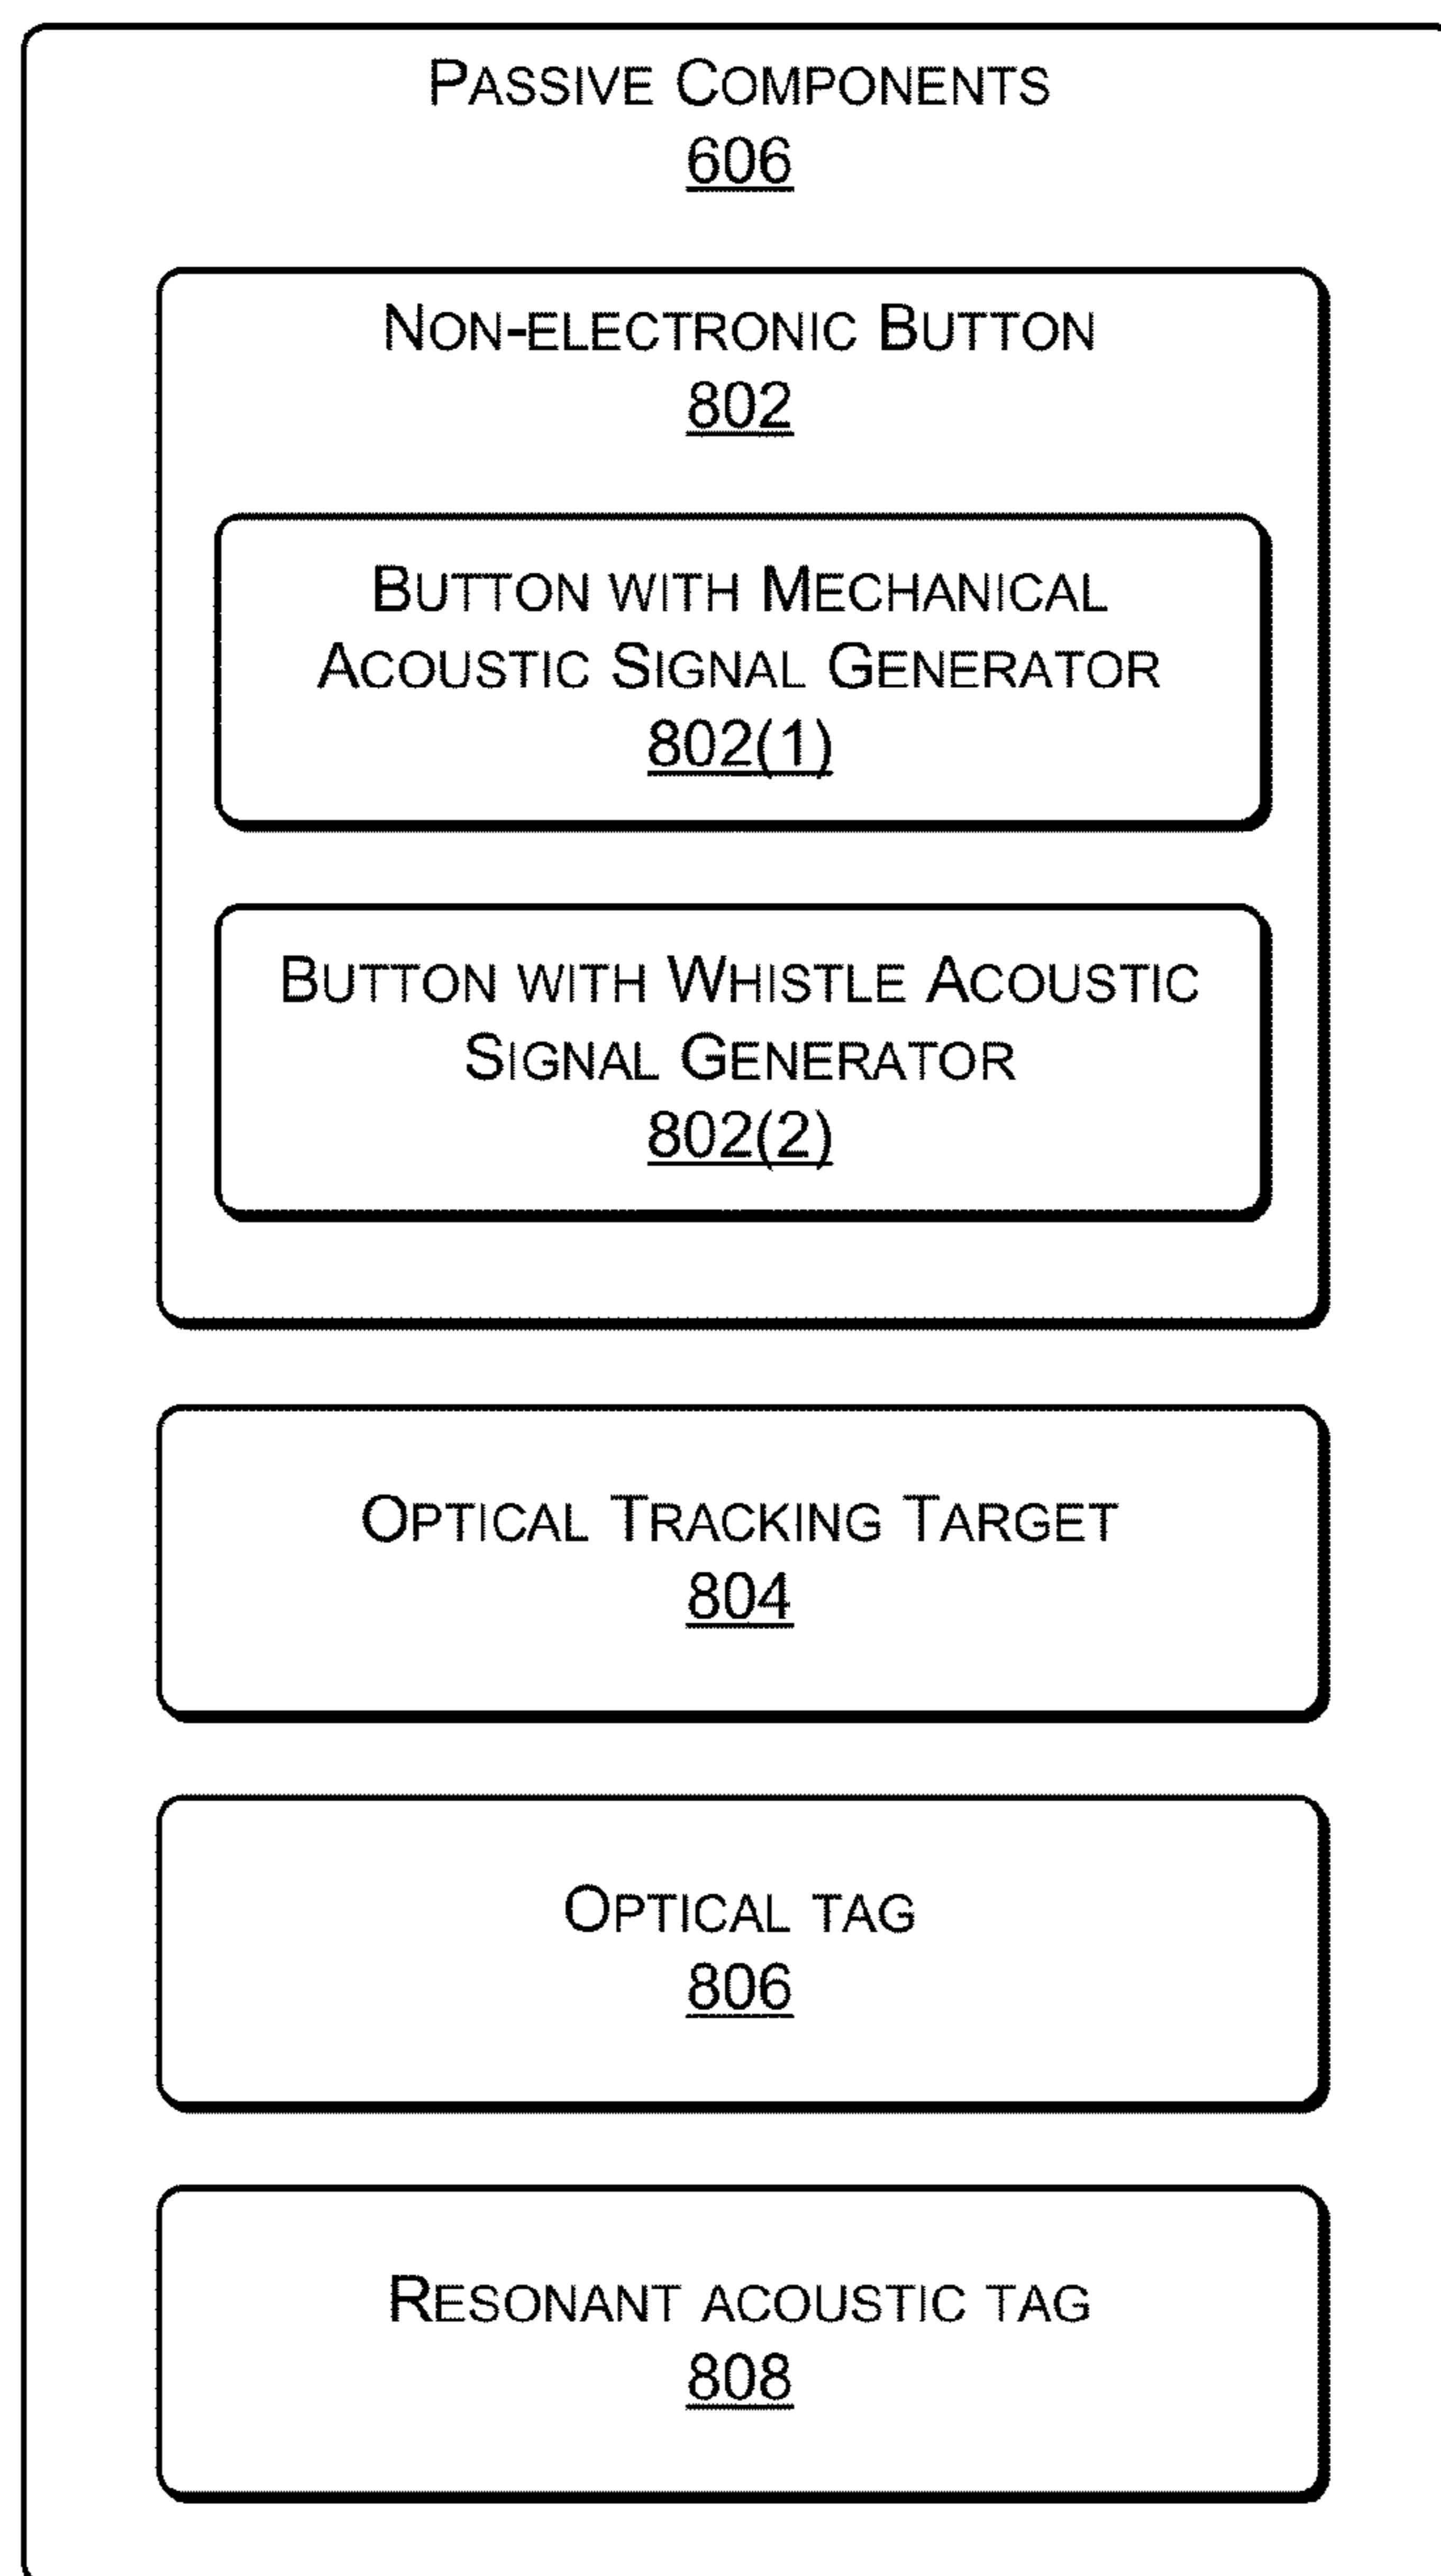 PASSIVE COMPONENTS
606
NON-ELECTRONIC BUTTON
802
BUTTON WITH MECHANICAL
ACOUSTIC SIGNAL GENERATOR
802(1)
BUTTON WITH WHISTLE ACOUSTIC
SIGNAL GENERATOR
802(2)
OPTICAL TRACKING TARGET
804
OPTICAL TAG
806
RESONANT ACOUSTIC TAG
808